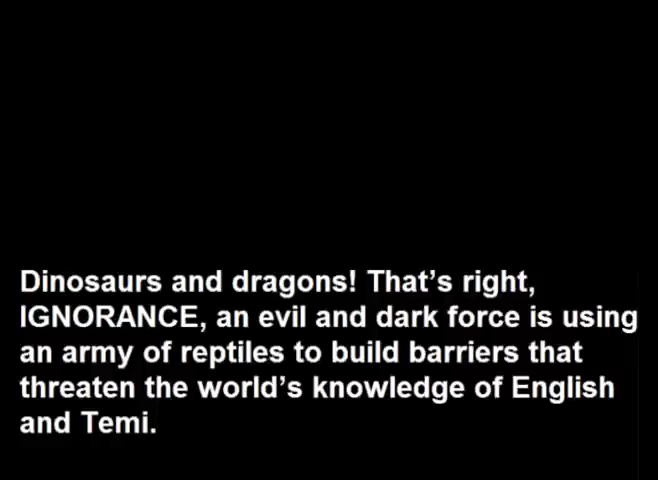 Dinosaurs and dragons! That’s right,
IGNORANCE, an evil and dark force is using
an army of reptiles to build barriers that
threaten the world’s knowledge of English
and Temi.